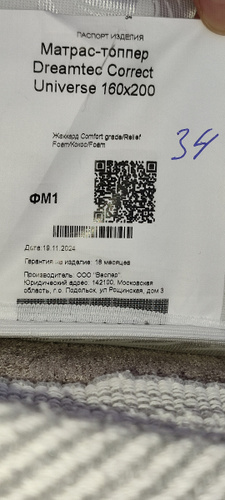 ПАСПОРТ ИЗДЕЛИЯ
Матрас-топпер
Dreamtec Correct
Universe 160x200
Жаккард Comfort grade/Relief
Foam/Кокос/Foam
34
ФМ1
Дата: 19.11.2024
Гарантия на изделие: 18 месяцев
Производитель: ООО "Веспер"
Юридический адрес: 142100, Московская
область, г.о. Подольск, ул Рощинская, дом 3